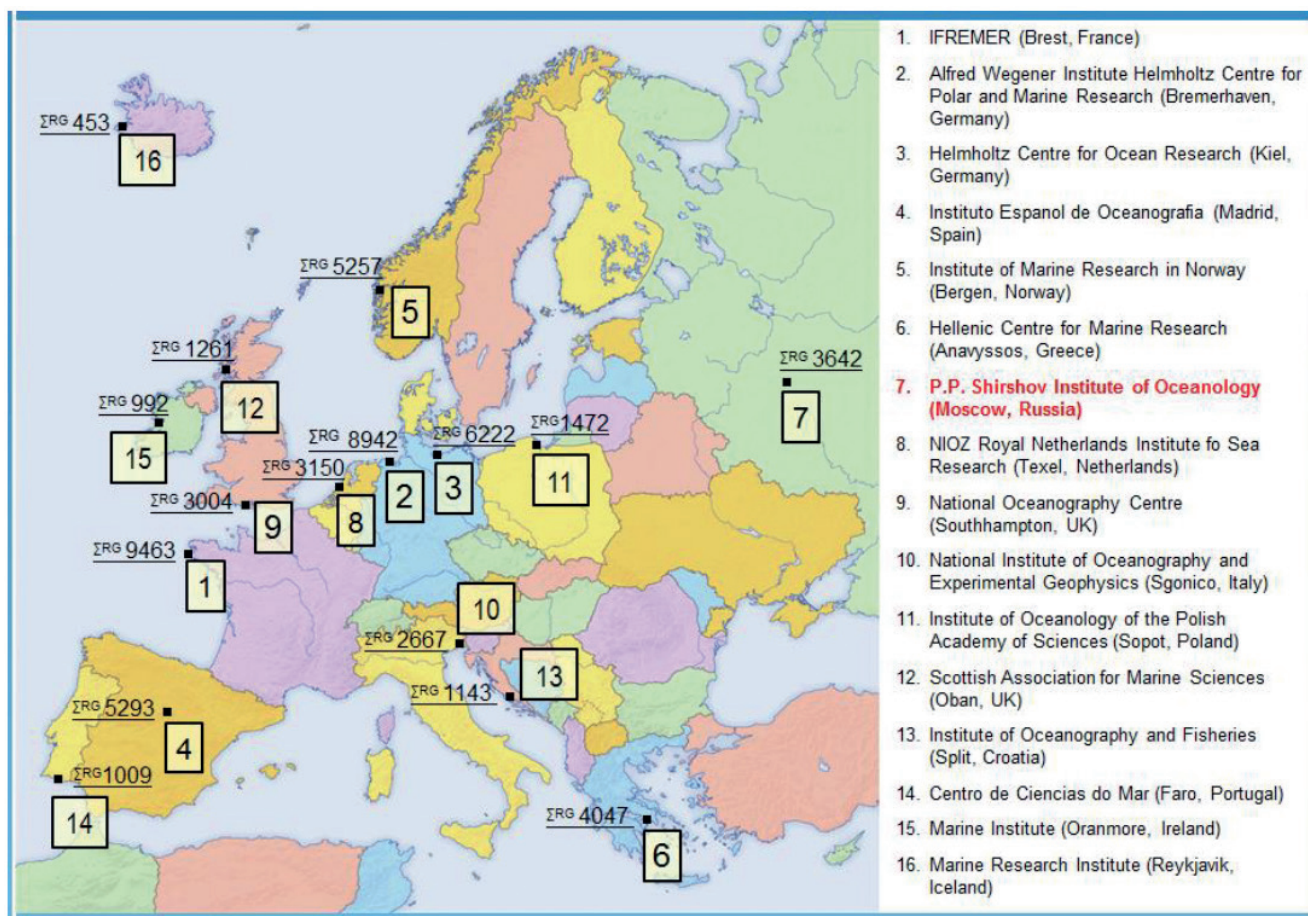 ΣRG 453
16
ΣRG 5257
5
ΣRG 1261
12
ΣRG 3642
7
ΣRG 992
15
ΣRG 8942
2
ΣRG 6222
3
ΣRG 1472
11
ΣRG 3150
8
ΣRG 3004
9
ΣRG 9463
1
10
ΣRG 2667
13
ΣRG 1143
ΣRG 5293
4
ΣRG 1009
14
ΣRG 4047
6
1. IFREMER (Brest, France)
2. Alfred Wegener Institute Helmholtz Centre for
Polar and Marine Research (Bremerhaven,
Germany)
3. Helmholtz Centre for Ocean Research (Kiel,
Germany)
4. Instituto Espanol de Oceanografia (Madrid,
Spain)
5. Institute of Marine Research in Norway
(Bergen, Norway)
6. Hellenic Centre for Marine Research
(Anavyssos, Greece)
7. P.P. Shirshov Institute of Oceanology
(Moscow, Russia)
8. NIOZ Royal Netherlands Institute fo Sea
Research (Texel, Netherlands)
9. National Oceanography Centre
(Southhampton, UK)
10. National Institute of Oceanography and
Experimental Geophysics (Sgonico, Italy)
11. Institute of Oceanology of the Polish
Academy of Sciences (Sopot, Poland)
12. Scottish Association for Marine Sciences
(Oban, UK)
13. Institute of Oceanography and Fisheries
(Split, Croatia)
14. Centro de Ciencias do Mar (Faro, Portugal)
15. Marine Institute (Oranmore, Ireland)
16. Marine Research Institute (Reykjavik,
Iceland)